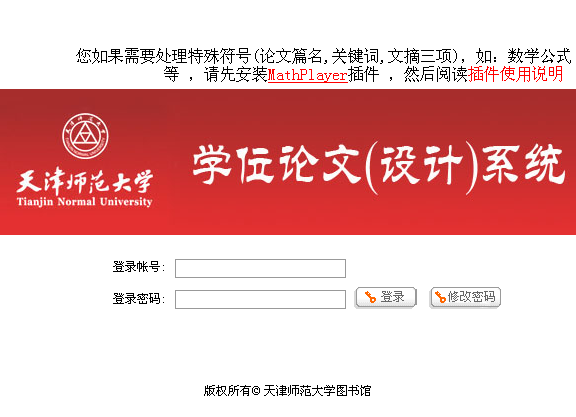 您如果需要处理特殊符号(论文篇名,关键词,文摘三项), 如: 数学公式
等 , 请先安装MathPlayer插件 , 然后阅读插件使用说明
天津师范大学
Tianjin Normal University
学位论文(设计)系统
登录帐号:
登录密码:
登录
修改密码
版权所有© 天津师范大学图书馆